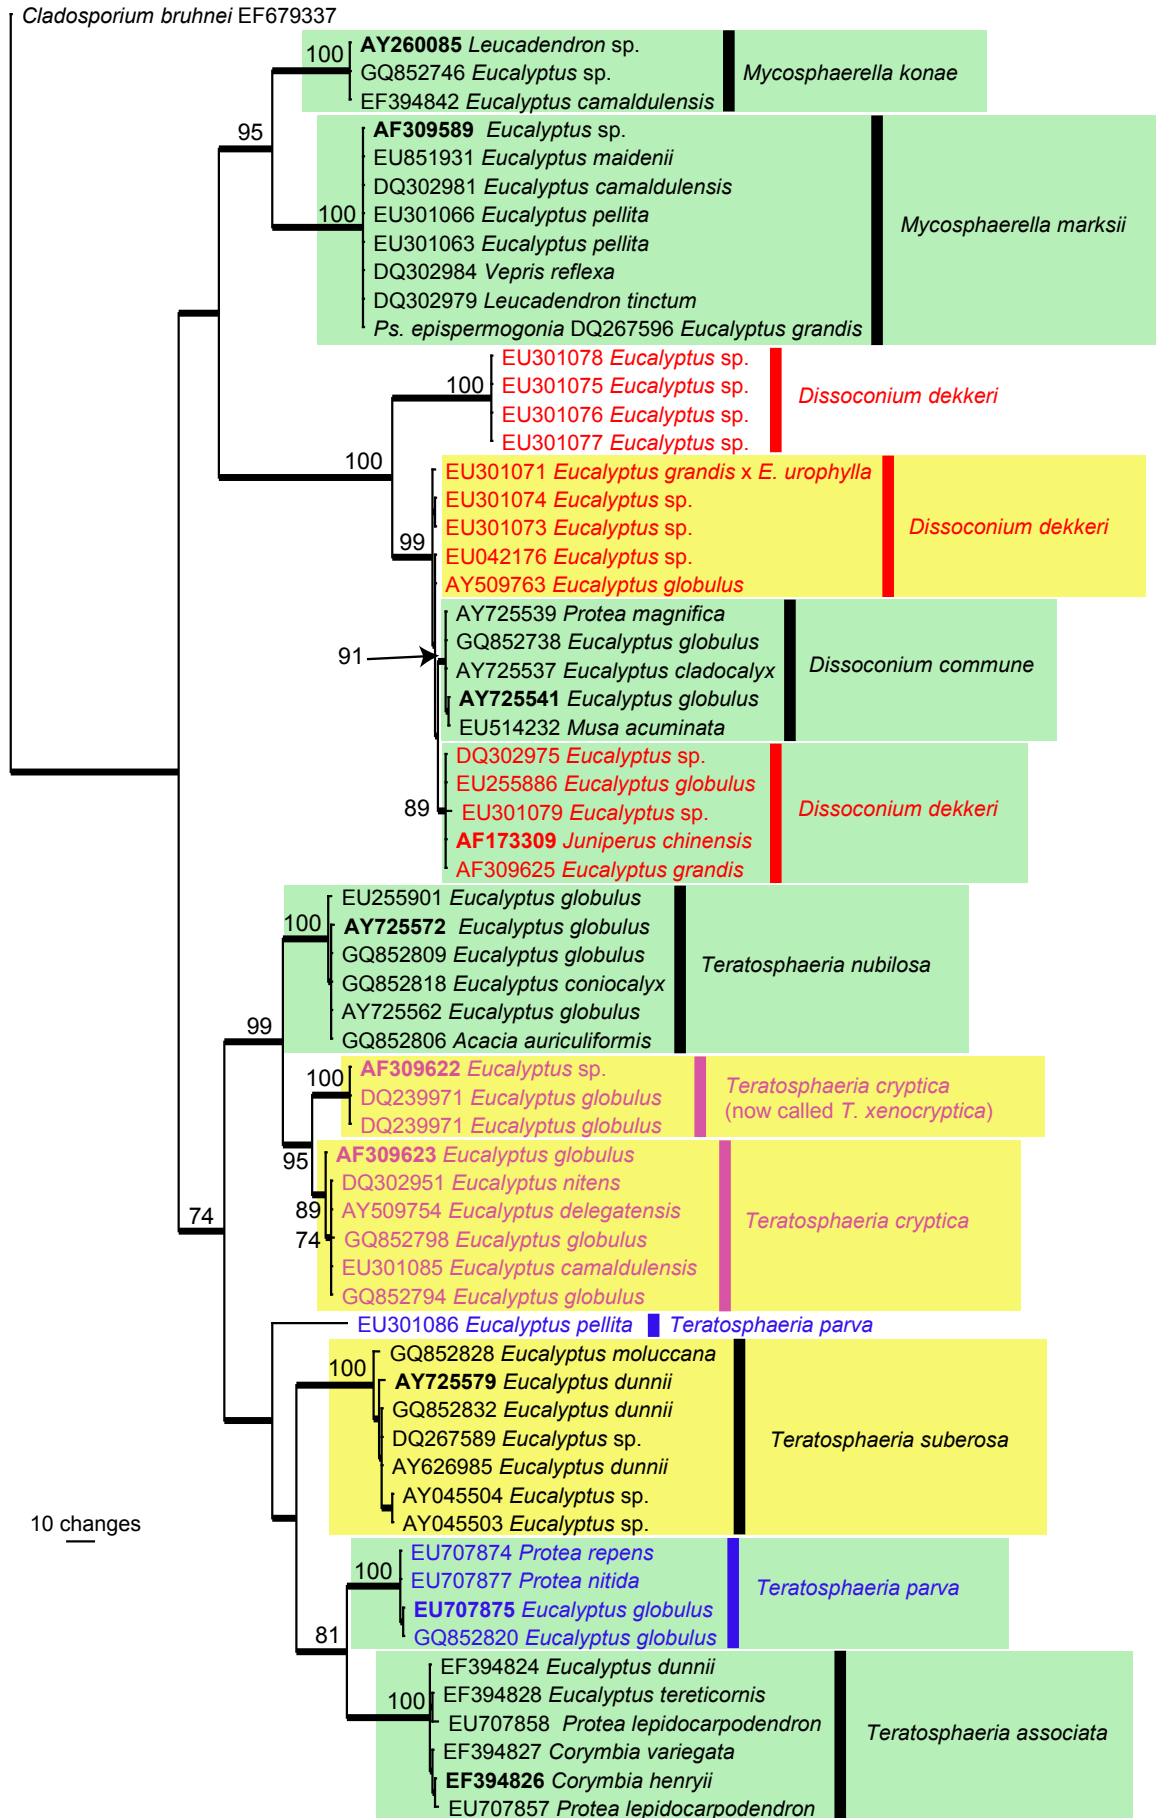 Cladosporium bruhnei EF679337
100
AY260085 Leucadendron sp.
GQ852746 Eucalyptus sp.
EF394842 Eucalyptus camaldulensis
Mycosphaerella konae
95
100
AF309589 Eucalyptus sp.
EU851931 Eucalyptus maidenii
DQ302981 Eucalyptus camaldulensis
EU301066 Eucalyptus pellita
EU301063 Eucalyptus pellita
DQ302984 Vepris reflexa
DQ302979 Leucadendron tinctum
Ps. epispermogonia DQ267596 Eucalyptus grandis
Mycosphaerella marksii
100
100
EU301078 Eucalyptus sp.
EU301075 Eucalyptus sp.
EU301076 Eucalyptus sp.
EU301077 Eucalyptus sp.
Dissoconium dekkeri
99
EU301071 Eucalyptus grandis x E. urophylla
EU301074 Eucalyptus sp.
EU301073 Eucalyptus sp.
EU042176 Eucalyptus sp.
AY509763 Eucalyptus globulus
Dissoconium dekkeri
91
AY725539 Protea magnifica
GQ852738 Eucalyptus globulus
AY725537 Eucalyptus cladocalyx
AY725541 Eucalyptus globulus
EU514232 Musa acuminata
Dissoconium commune
89
DQ302975 Eucalyptus sp.
EU255886 Eucalyptus globulus
EU301079 Eucalyptus sp.
AF173309 Juniperus chinensis
AF309625 Eucalyptus grandis
Dissoconium dekkeri
74
99
100
EU255901 Eucalyptus globulus
AY725572 Eucalyptus globulus
GQ852809 Eucalyptus globulus
GQ852818 Eucalyptus coniocalyx
AY725562 Eucalyptus globulus
GQ852806 Acacia auriculiformis
Teratosphaeria nubilosa
95
100
AF309622 Eucalyptus sp.
DQ239971 Eucalyptus globulus
DQ239971 Eucalyptus globulus
Teratosphaeria cryptica
(now called T. xenocryptica)
89
74
AF309623 Eucalyptus globulus
DQ302951 Eucalyptus nitens
AY509754 Eucalyptus delegatensis
GQ852798 Eucalyptus globulus
EU301085 Eucalyptus camaldulensis
GQ852794 Eucalyptus globulus
Teratosphaeria cryptica
EU301086 Eucalyptus pellita
Teratosphaeria parva
100
GQ852828 Eucalyptus moluccana
AY725579 Eucalyptus dunnii
GQ852832 Eucalyptus dunnii
DQ267589 Eucalyptus sp.
AY626985 Eucalyptus dunnii
AY045504 Eucalyptus sp.
AY045503 Eucalyptus sp.
Teratosphaeria suberosa
10 changes
81
100
EU707874 Protea repens
EU707877 Protea nitida
EU707875 Eucalyptus globulus
GQ852820 Eucalyptus globulus
Teratosphaeria parva
100
EF394824 Eucalyptus dunnii
EF394828 Eucalyptus tereticornis
EU707858 Protea lepidocarpodendron
EF394827 Corymbia variegata
EF394826 Corymbia henryii
EU707857 Protea lepidocarpodendron
Teratosphaeria associata